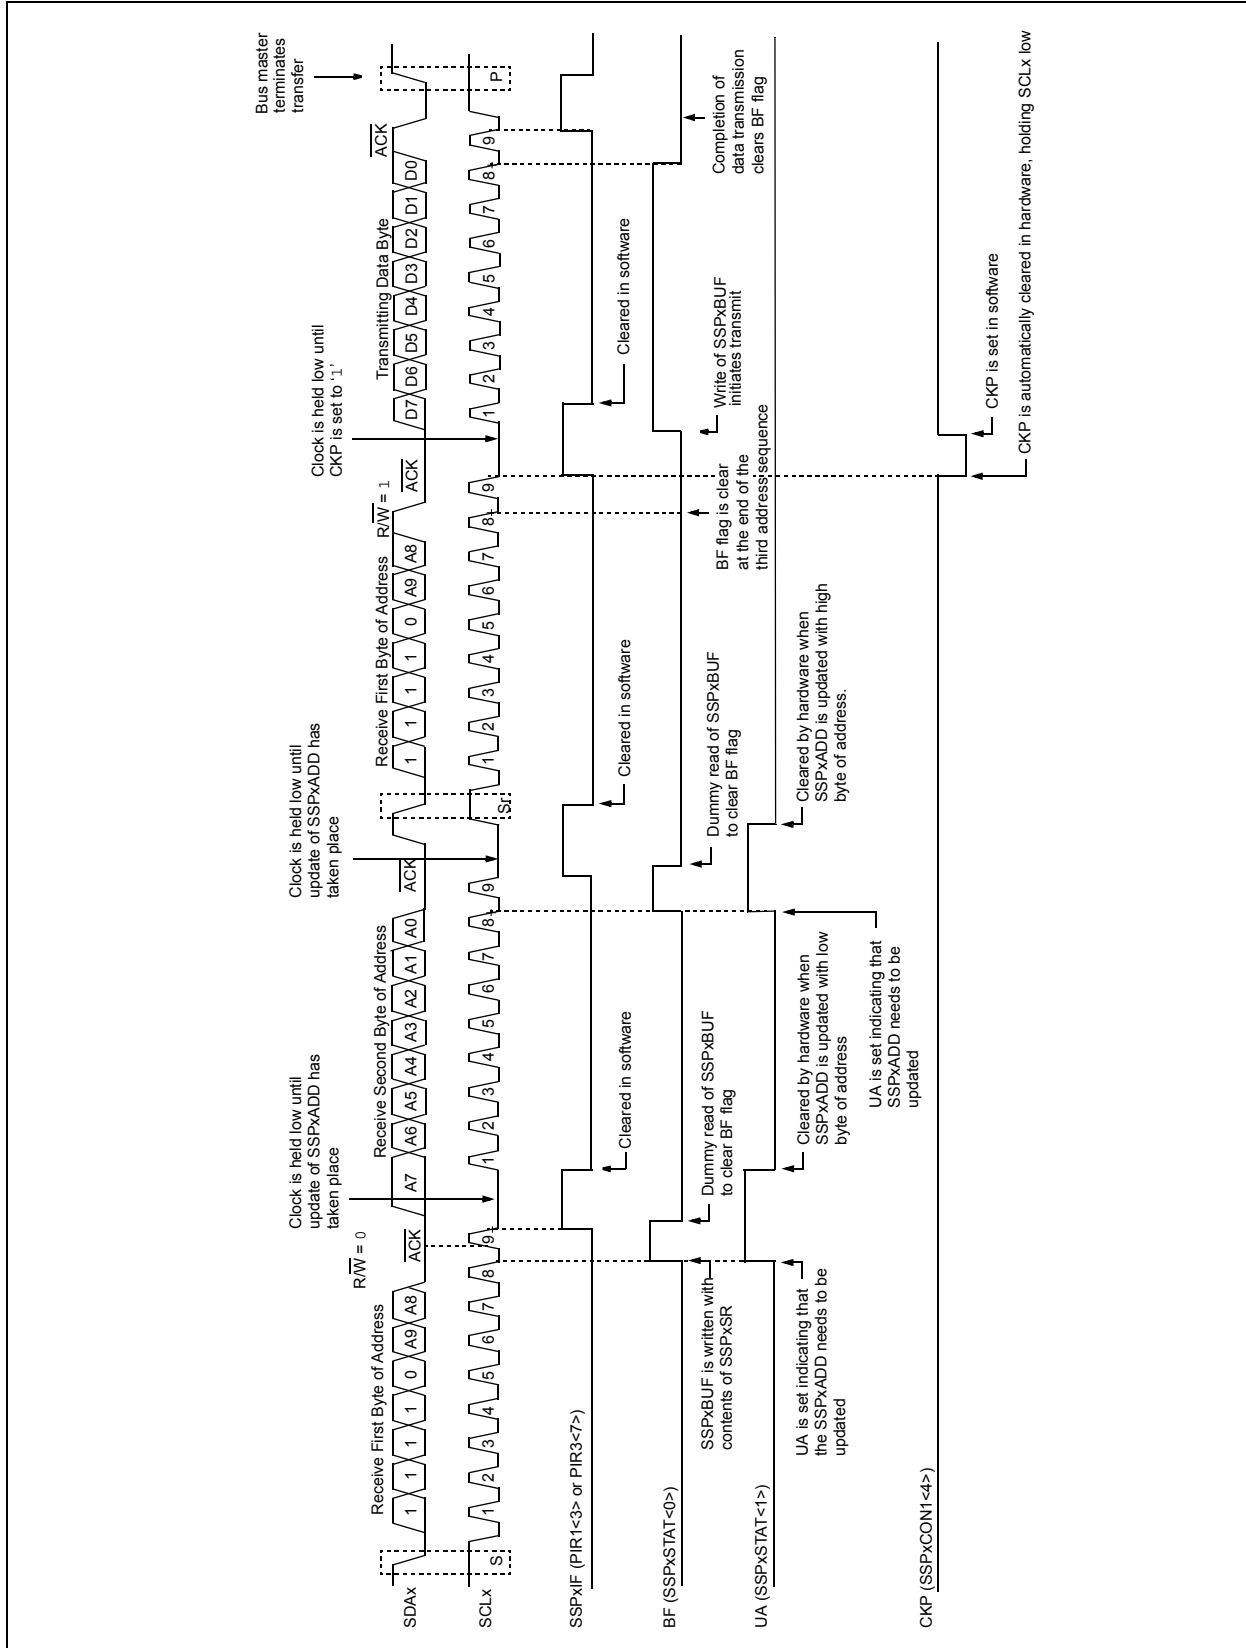 Bus master
terminates
transfer
Clock is held low until
update of SSPxADD has
taken place
Clock is held low until
update of SSPxADD has
taken place
Clock is held low until
CKP is set to ‘1’
R/W = 0
R/W = 1
Receive First Byte of Address
ACK
Receive Second Byte of Address
ACK
Receive First Byte of Address
ACK
Transmitting Data Byte
ACK
SDAx
1 1 1 1 0 A9 A8
A7 A6 A5 A4 A3 A2 A1 A0
1 1 1 1 0 A9 A8
D7 D6 D5 D4 D3 D2 D1 D0
SCLx
S
1 2 3 4 5 6 7 8 9
1 2 3 4 5 6 7 8 9
Sr
1 2 3 4 5 6 7 8 9
1 2 3 4 5 6 7 8 9
P
SSPxIF (PIR1<3> or PIR3<7>)
Cleared in software
Cleared in software
Cleared in software
BF (SSPxSTAT<0>)
SSPxBUF is written with
contents of SSPxSR
Dummy read of SSPxBUF
to clear BF flag
Dummy read of SSPxBUF
to clear BF flag
BF flag is clear
at the end of the
third address sequence
Write of SSPxBUF
initiates transmit
Completion of
data transmission
clears BF flag
UA (SSPxSTAT<1>)
UA is set indicating that
the SSPxADD needs to be
updated
Cleared by hardware when
SSPxADD is updated with low
byte of address
UA is set indicating that
SSPxADD needs to be
updated
Cleared by hardware when
SSPxADD is updated with high
byte of address.
CKP (SSPxCON1<4>)
CKP is set in software
CKP is automatically cleared in hardware, holding SCLx low